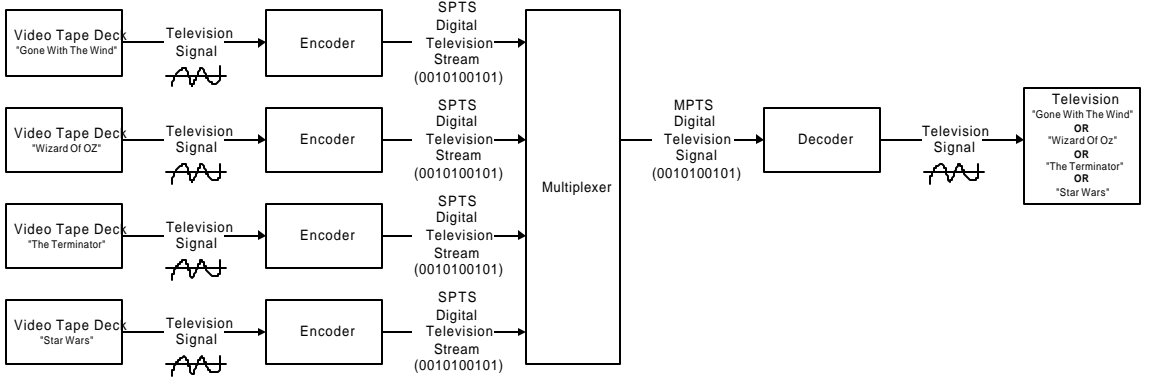 Video Tape Deck
"Gone With The Wind"
Television
Signal
Encoder
SPTS
Digital
Television
Stream
(0010100101)
Video Tape Deck
"Wizard Of OZ"
Television
Signal
Encoder
SPTS
Digital
Television
Stream
(0010100101)
Video Tape Deck
"The Terminator"
Television
Signal
Encoder
SPTS
Digital
Television
Stream
(0010100101)
Video Tape Deck
"Star Wars"
Television
Signal
Encoder
SPTS
Digital
Television
Stream
(0010100101)
Multiplexer
MPTS
Digital
Television
Signal
(0010100101)
Decoder
Television
Signal
Television
"Gone With The Wind"
OR
"Wizard Of Oz"
OR
"The Terminator"
OR
"Star Wars"